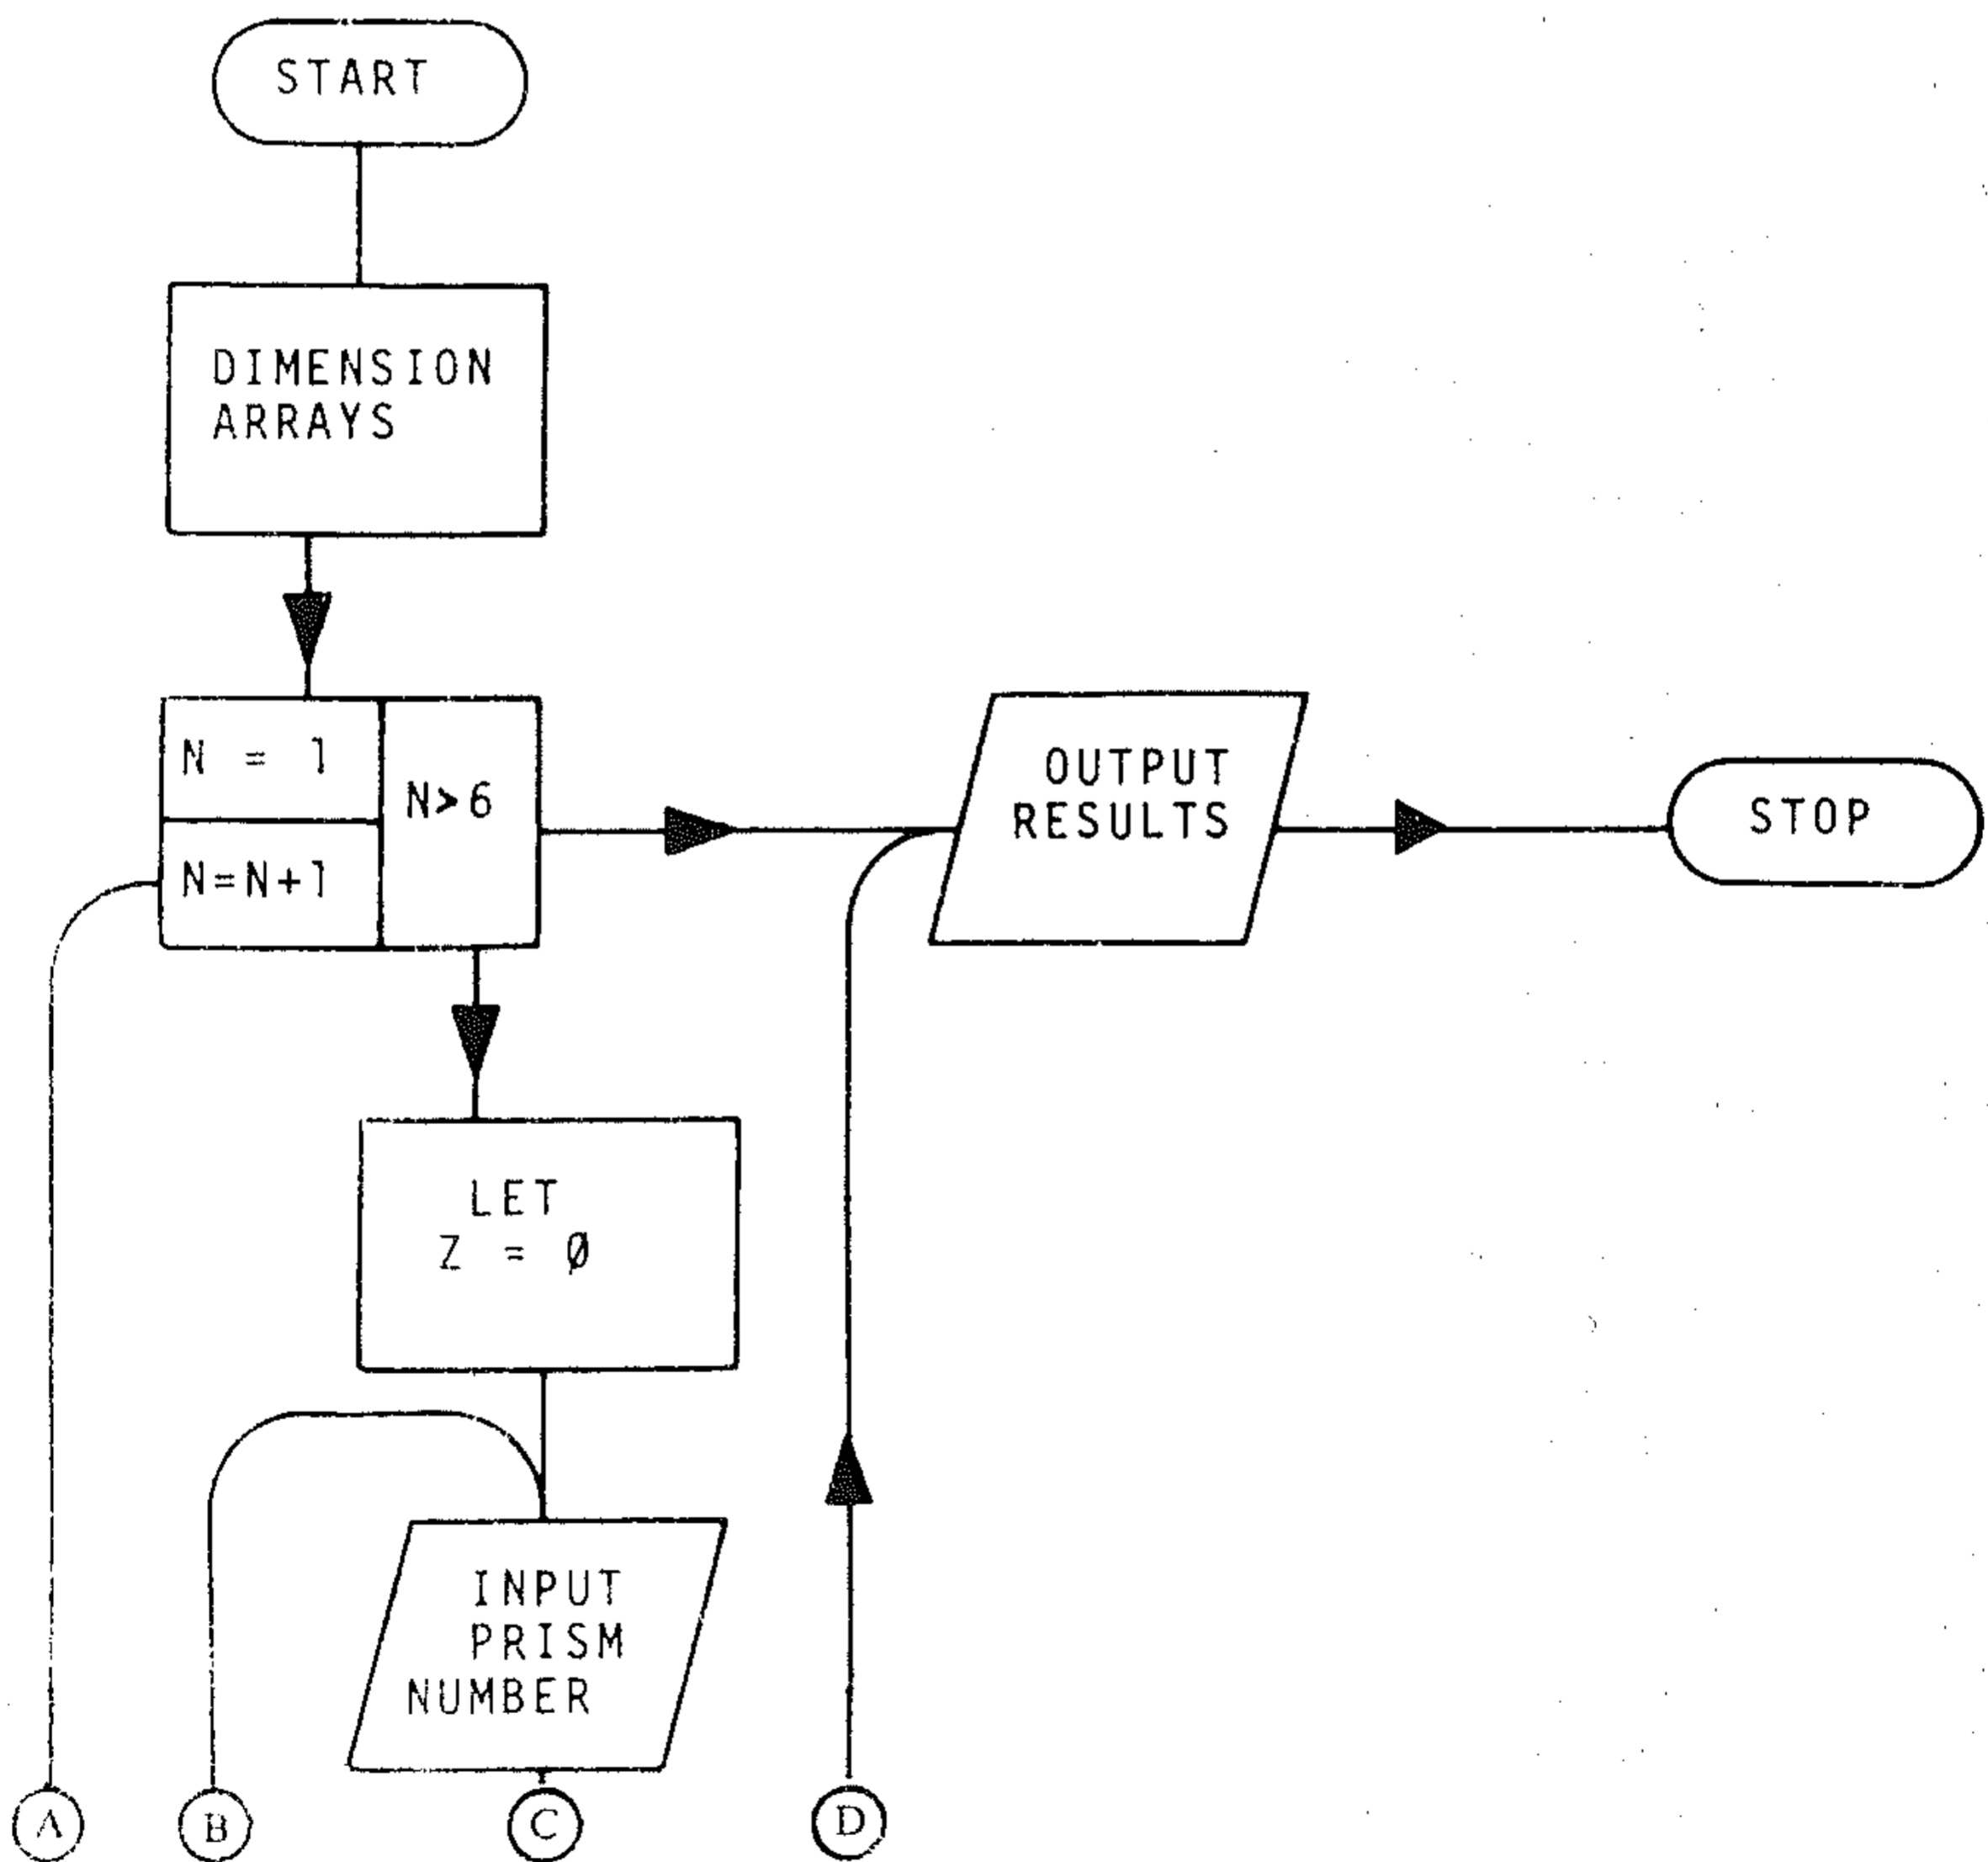 START
DIMENSION
ARRAYS
N = 1
N>6
N=N+1
OUTPUT
RESULTS
STOP
LET
Z = Ø
INPUT
PRISM
NUMBER
A
B
C
D